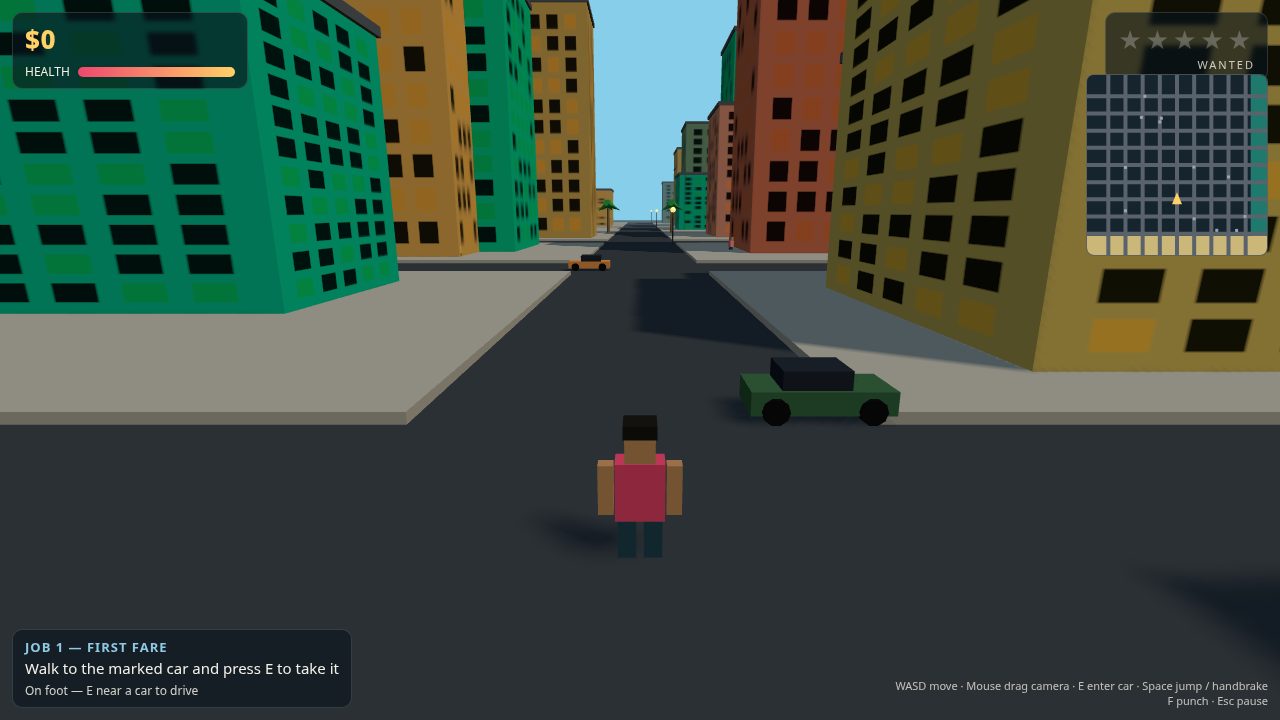 $0
HEALTH
★★★★★
WANTED
JOB 1 — FIRST FARE
Walk to the marked car and press E to take it
On foot — E near a car to drive
WASD move · Mouse drag camera · E enter car · Space jump / handbrake
F punch · Esc pause